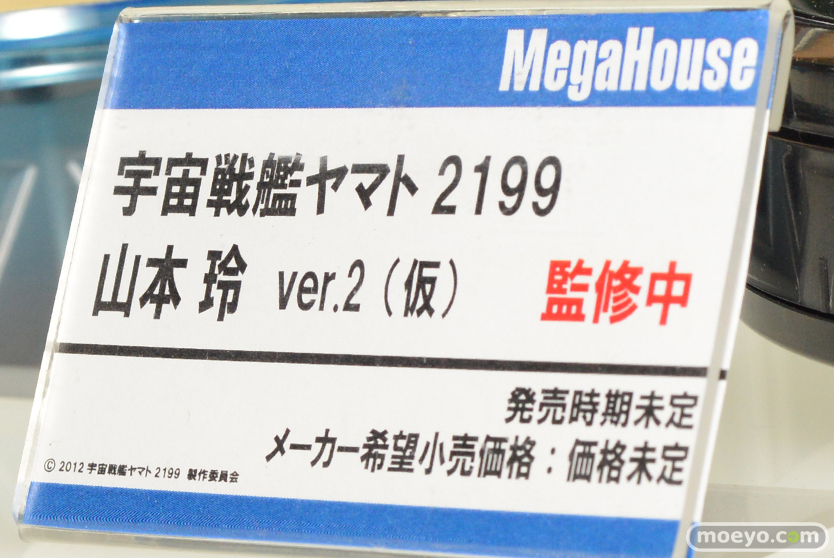 MegaHouse
宇宙戦艦ヤマト 2199
山本 玲 ver.2（仮） 監修中
発売時期未定
メーカー希望小売価格：価格未定
© 2012 宇宙戦艦ヤマト 2199 製作委員会
moeyo.com